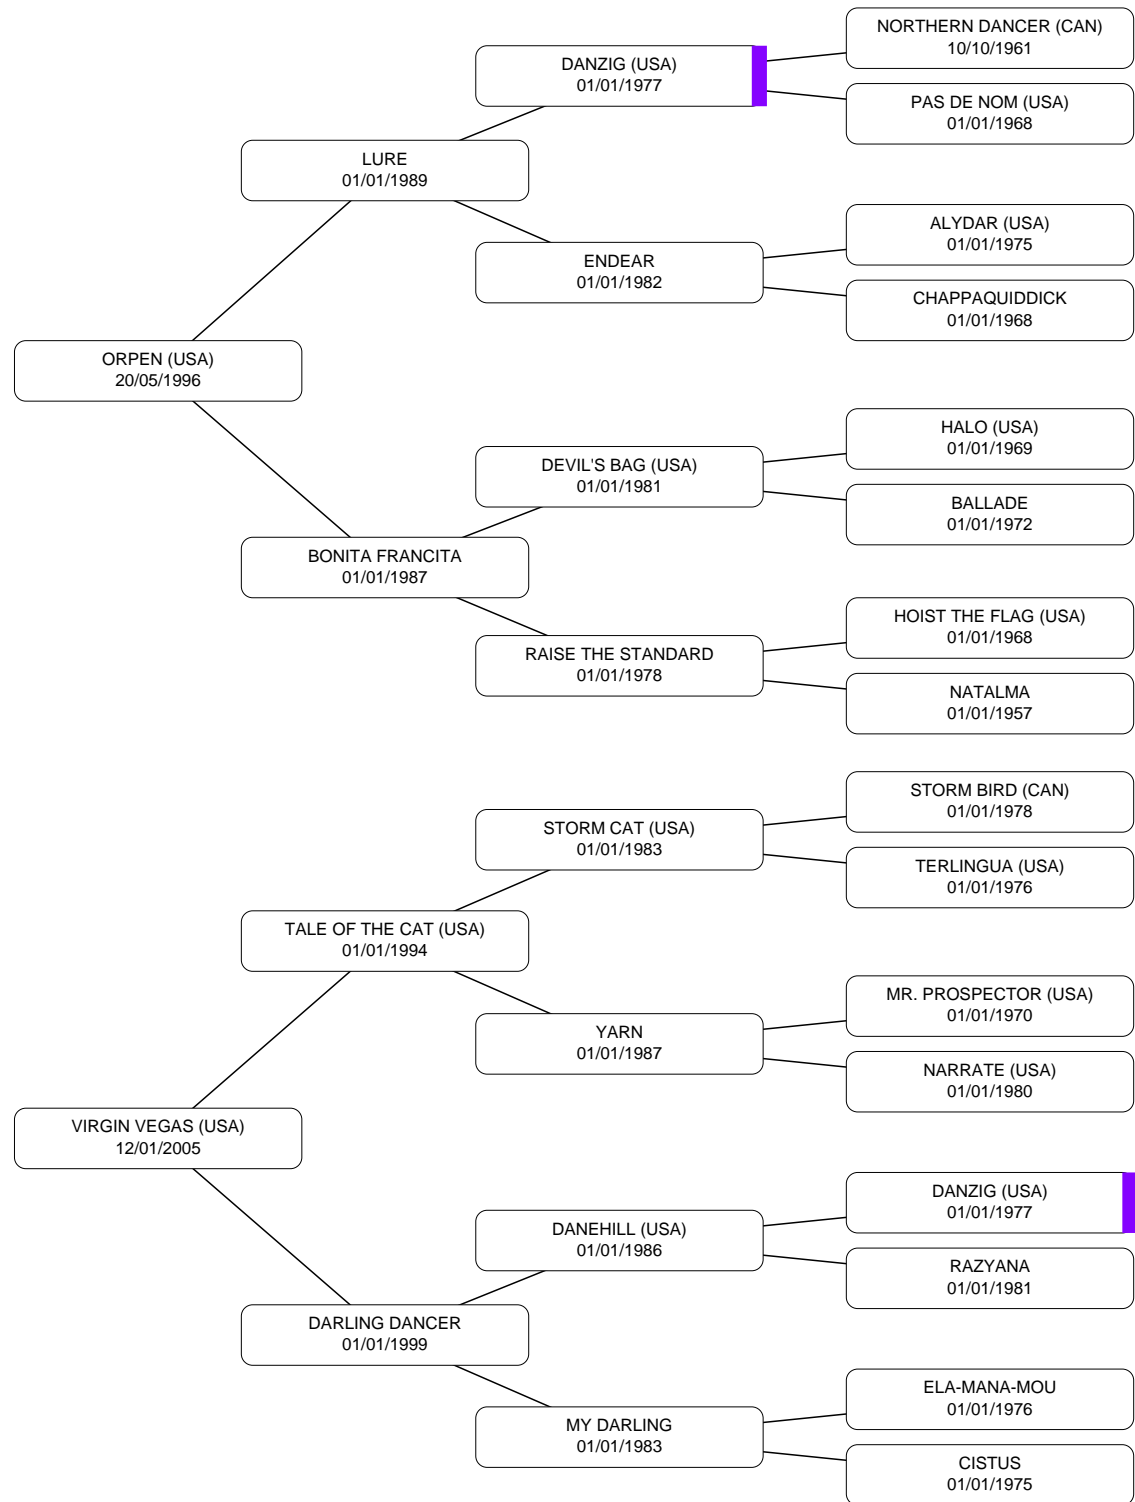 NORTHERN DANCER (CAN)
10/10/1961
DANZIG (USA)
01/01/1977
PAS DE NOM (USA)
01/01/1968
LURE
01/01/1989
ALYDAR (USA)
01/01/1975
ENDEAR
01/01/1982
CHAPPAQUIDDICK
01/01/1968
ORPEN (USA)
20/05/1996
HALO (USA)
01/01/1969
DEVIL'S BAG (USA)
01/01/1981
BALLADE
01/01/1972
BONITA FRANCITA
01/01/1987
HOIST THE FLAG (USA)
01/01/1968
RAISE THE STANDARD
01/01/1978
NATALMA
01/01/1957
STORM BIRD (CAN)
01/01/1978
STORM CAT (USA)
01/01/1983
TERLINGUA (USA)
01/01/1976
TALE OF THE CAT (USA)
01/01/1994
MR. PROSPECTOR (USA)
01/01/1970
YARN
01/01/1987
NARRATE (USA)
01/01/1980
VIRGIN VEGAS (USA)
12/01/2005
DANZIG (USA)
01/01/1977
DANEHILL (USA)
01/01/1986
RAZYANA
01/01/1981
DARLING DANCER
01/01/1999
ELA-MANA-MOU
01/01/1976
MY DARLING
01/01/1983
CISTUS
01/01/1975